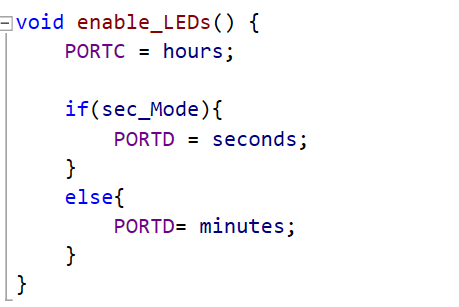 void enable_LEDs() {
    PORTC = hours;

    if(sec_Mode){
        PORTD = seconds;
    }
    else{
        PORTD= minutes;
    }
}